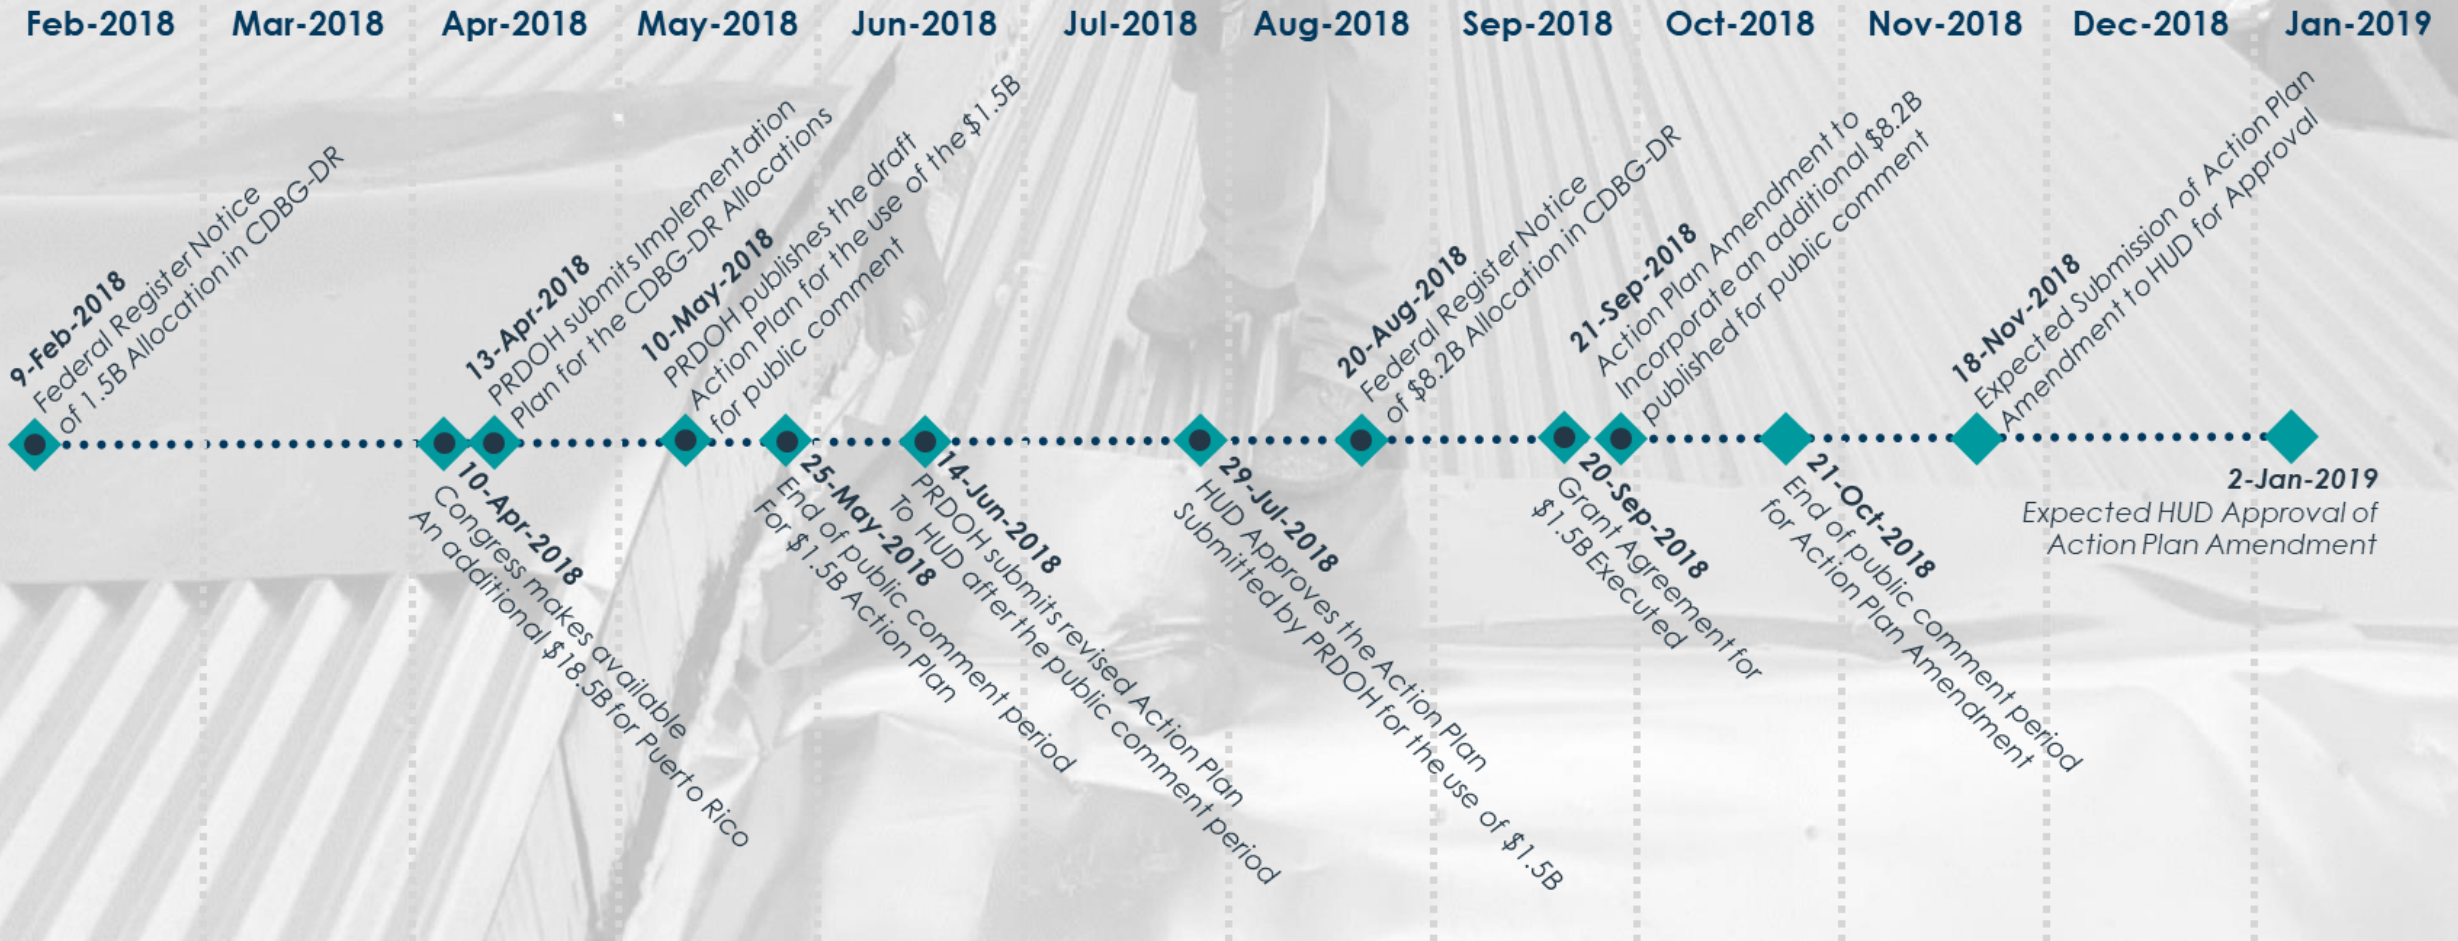 Feb-2018
Mar-2018
Apr-2018
May-2018
Jun-2018
Jul-2018
Aug-2018
Sep-2018
Oct-2018
Nov-2018
Dec-2018
Jan-2019
9-Feb-2018
Federal Register Notice
of 1.5B Allocation in CDBG-DR
10-Apr-2018
Congress makes available
An additional $18.5B for Puerto Rico
13-Apr-2018
PRDOH submits Implementation
Plan for the CDBG-DR Allocations
10-May-2018
PRDOH publishes the draft
Action Plan for the use of the $1.5B
for public comment
25-May-2018
End of public comment period
For $1.5B Action Plan
14-Jun-2018
PRDOH submits revised Action Plan
To HUD after the public comment period
29-Jul-2018
HUD Approves the Action Plan
Submitted by PRDOH for the use of $1.5B
20-Aug-2018
Federal Register Notice
of $8.2B Allocation in CDBG-DR
20-Sep-2018
Grant Agreement for
$1.5B Executed
21-Sep-2018
Action Plan Amendment to
Incorporate an additional $8.2B
published for public comment
21-Oct-2018
End of public comment period
for Action Plan Amendment
18-Nov-2018
Expected Submission of Action Plan
Amendment to HUD for Approval
2-Jan-2019
Expected HUD Approval of
Action Plan Amendment